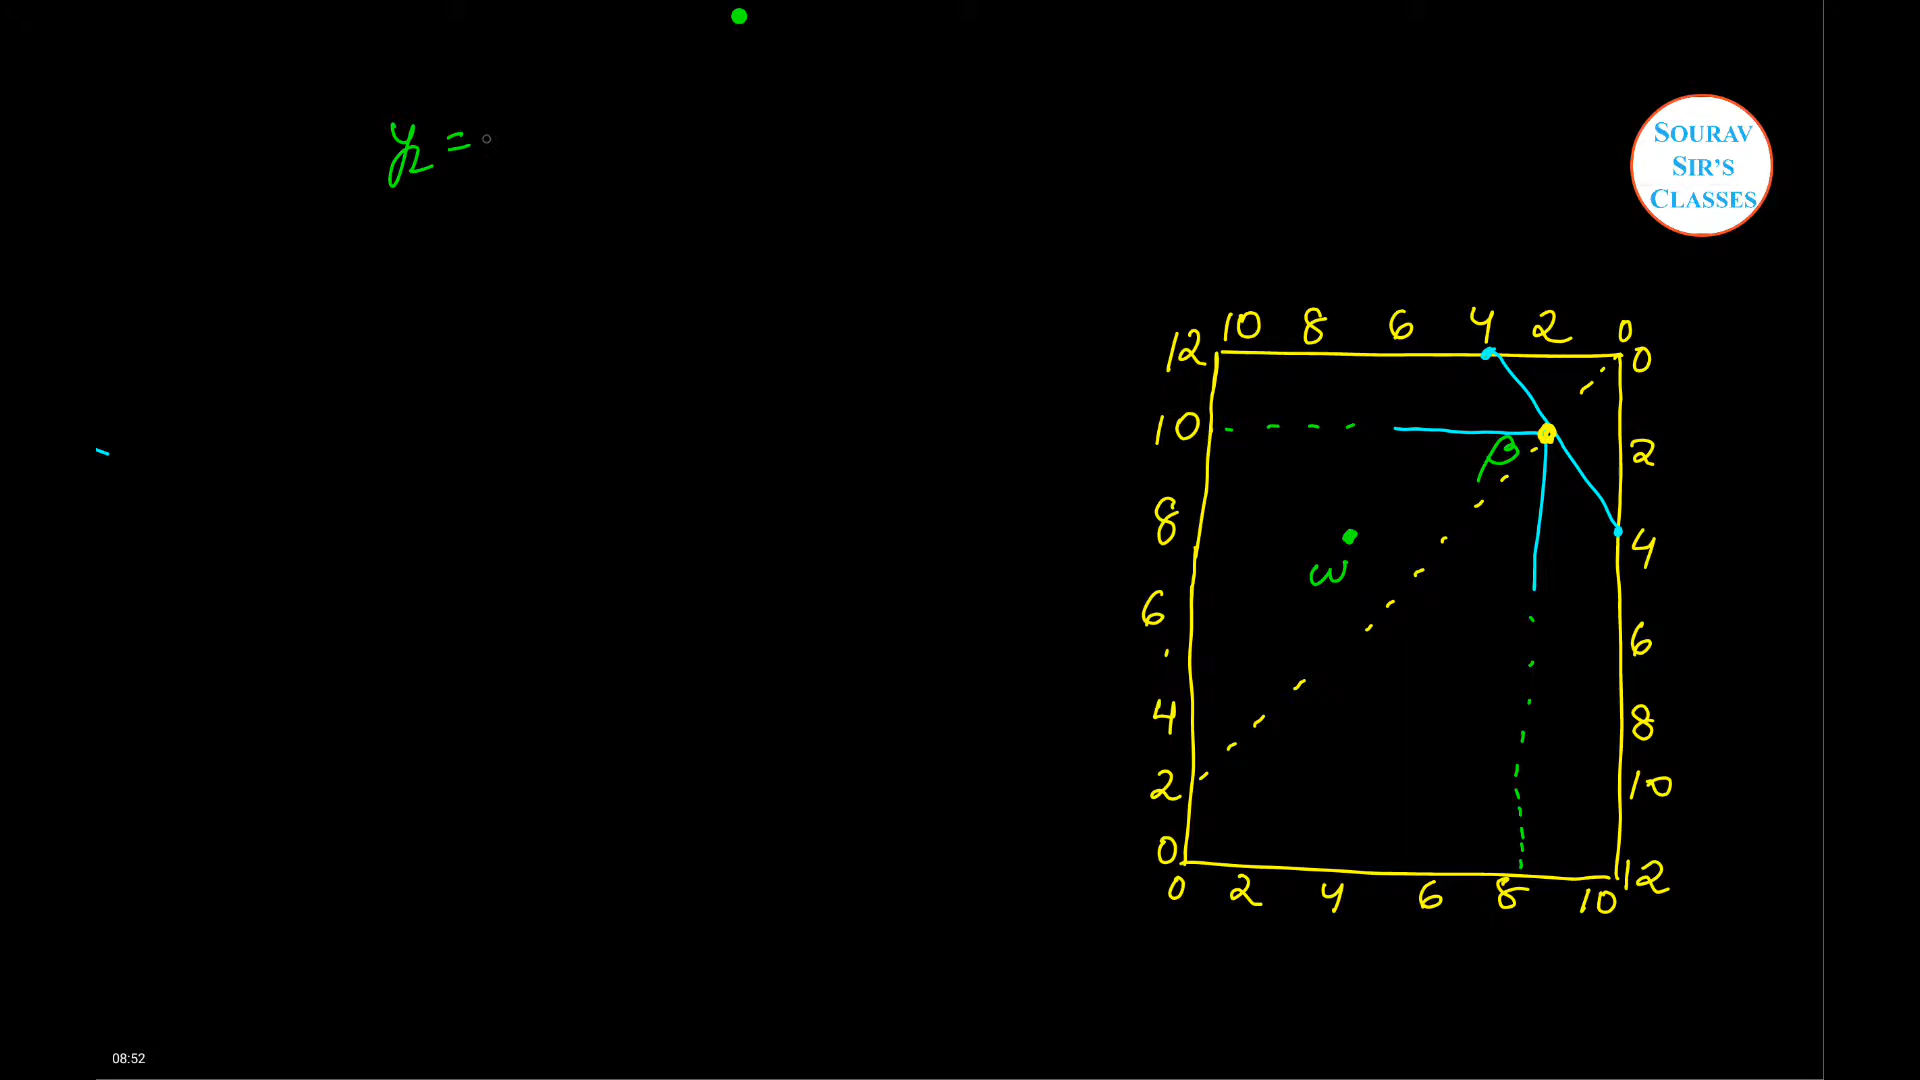 y₂ =
SOURAV
SIR'S
CLASSES
10 8 6 4 2 0
12 0
10
2
8
4
6
6
4
8
2
10
0
12
0 2 4 6 8 10
β
ω
08:52